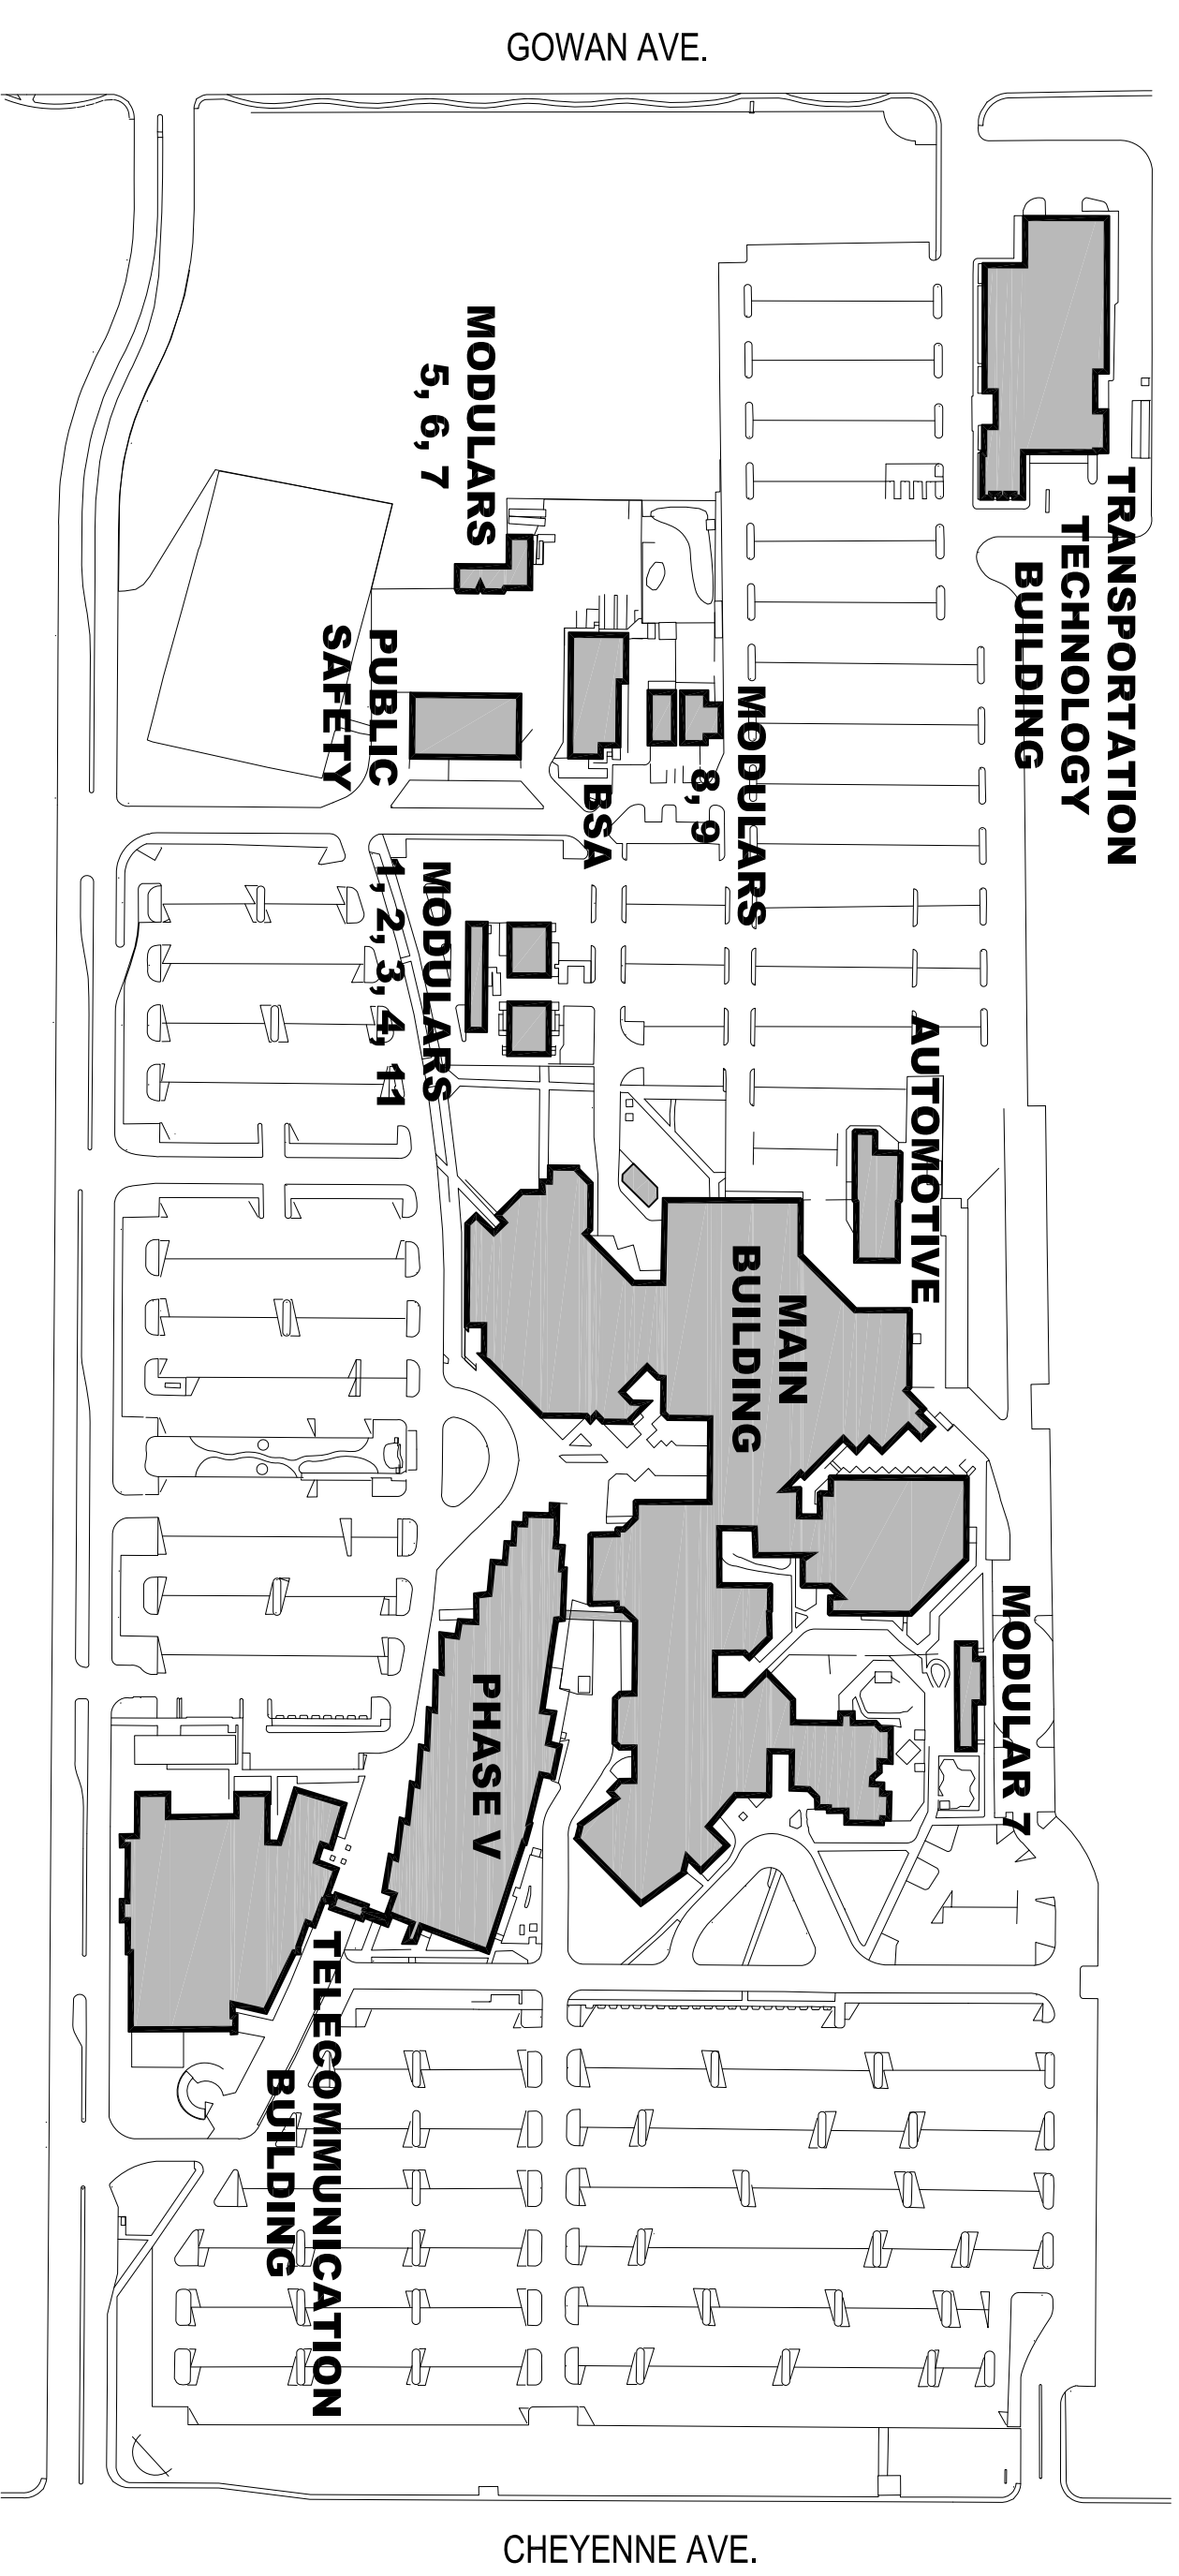 GOWAN AVE.
MODULARS
5, 6, 7
TRANSPORTATION
TECHNOLOGY
BUILDING
PUBLIC
SAFETY
MODULARS
8, 9
BSA
MODULARS
1, 2, 3, 4, 11
AUTOMOTIVE
MAIN
BUILDING
MODULAR 7
PHASE V
TELECOMMUNICATION
BUILDING
CHEYENNE AVE.